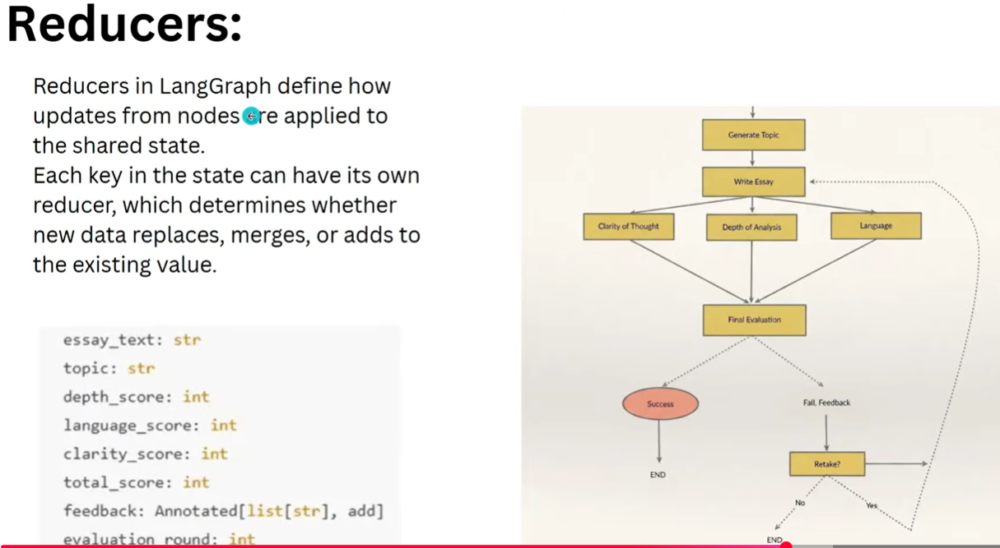 Reducers:
Reducers in LangGraph define how
updates from nodes are applied to
the shared state.
Each key in the state can have its own
reducer, which determines whether
new data replaces, merges, or adds to
the existing value.
essay_text: str
topic: str
depth_score: int
language_score: int
clarity_score: int
total_score: int
feedback: Annotated[list[str], add]
evaluation_round: int
Generate Topic
Write Essay
Clarity of Thought
Depth of Analysis
Language
Final Evaluation
Success
Fail, Feedback
END
Retake?
No
Yes
END